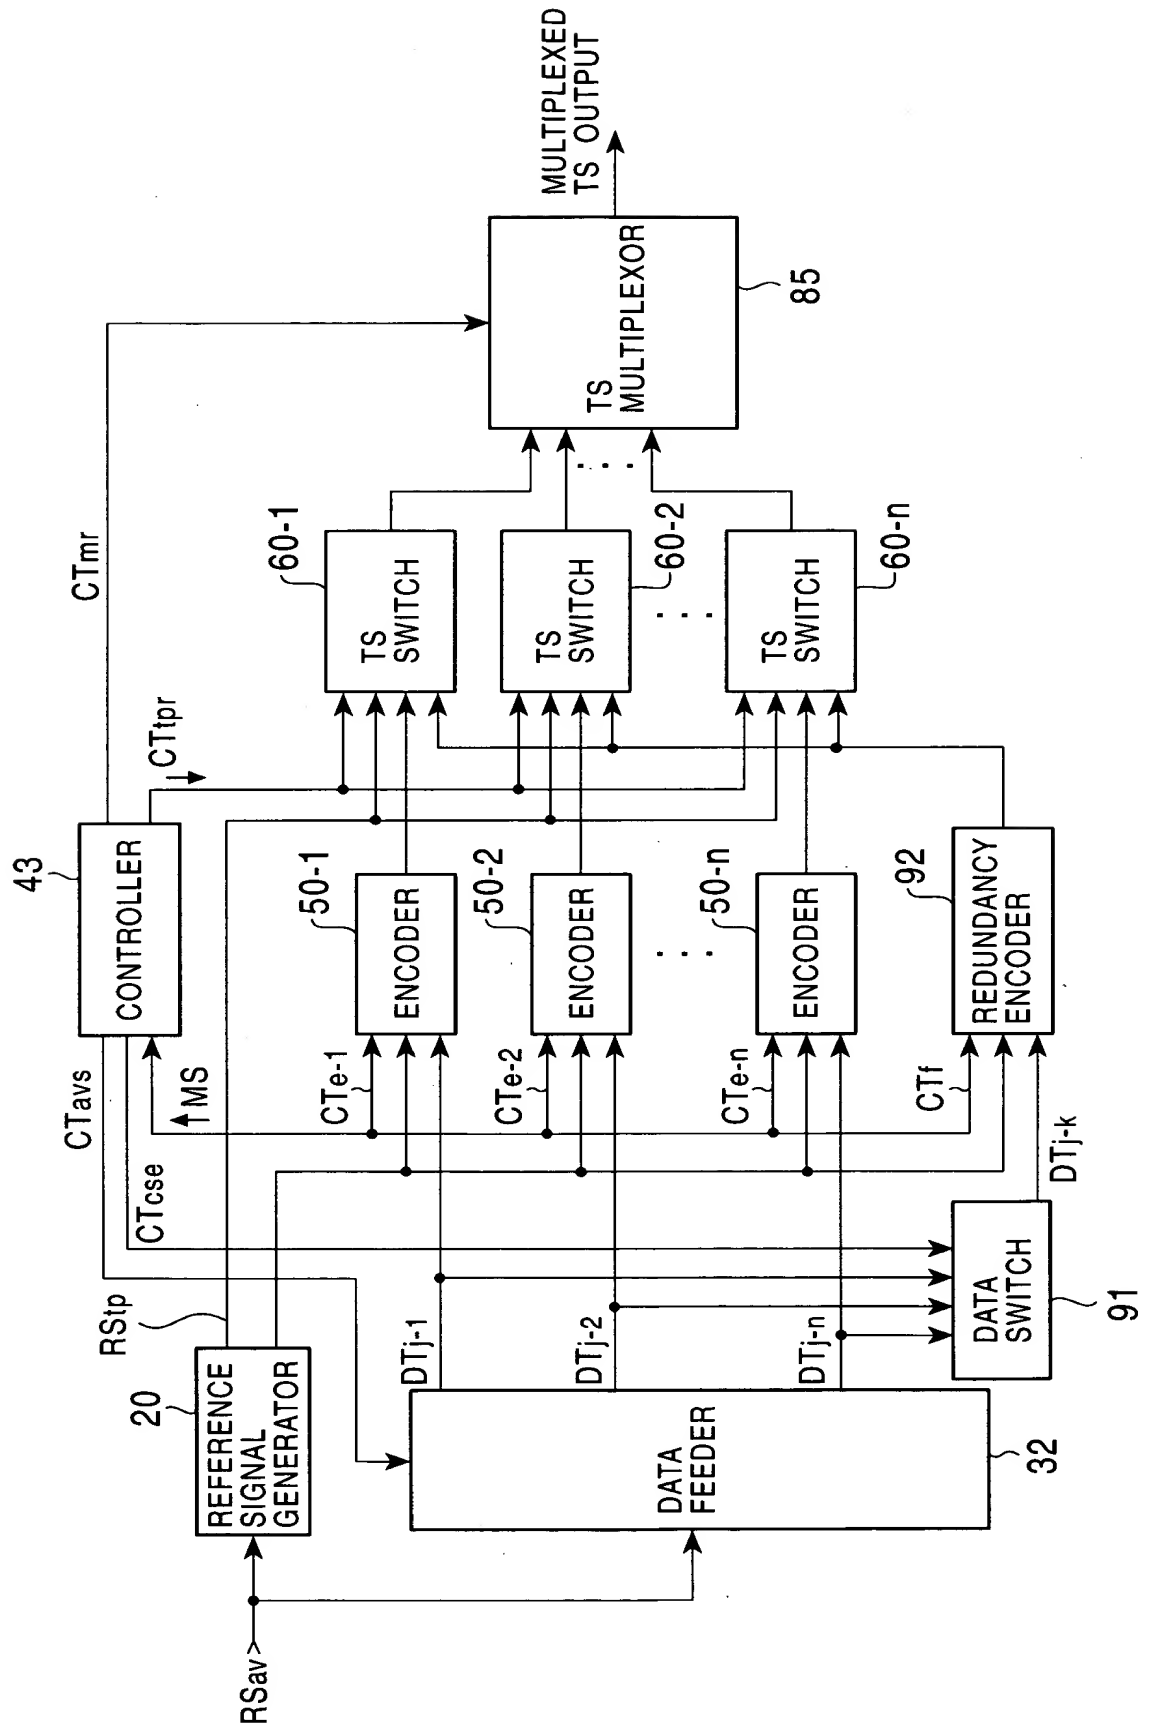 RSav
REFERENCE
SIGNAL
GENERATOR
20
RStp
DATA
FEEDER
32
CTavs
CTcse
MS
CONTROLLER
43
CTmr
CTtpr
DTj-1
DTj-2
DTj-n
DATA
SWITCH
91
DTj-k
CTe-1
CTe-2
CTe-n
CTf
ENCODER
50-1
ENCODER
50-2
. . .
ENCODER
50-n
REDUNDANCY
ENCODER
92
TS
SWITCH
60-1
TS
SWITCH
60-2
. . .
TS
SWITCH
60-n
. . . .
TS
MULTIPLEXOR
85
MULTIPLEXED
TS OUTPUT